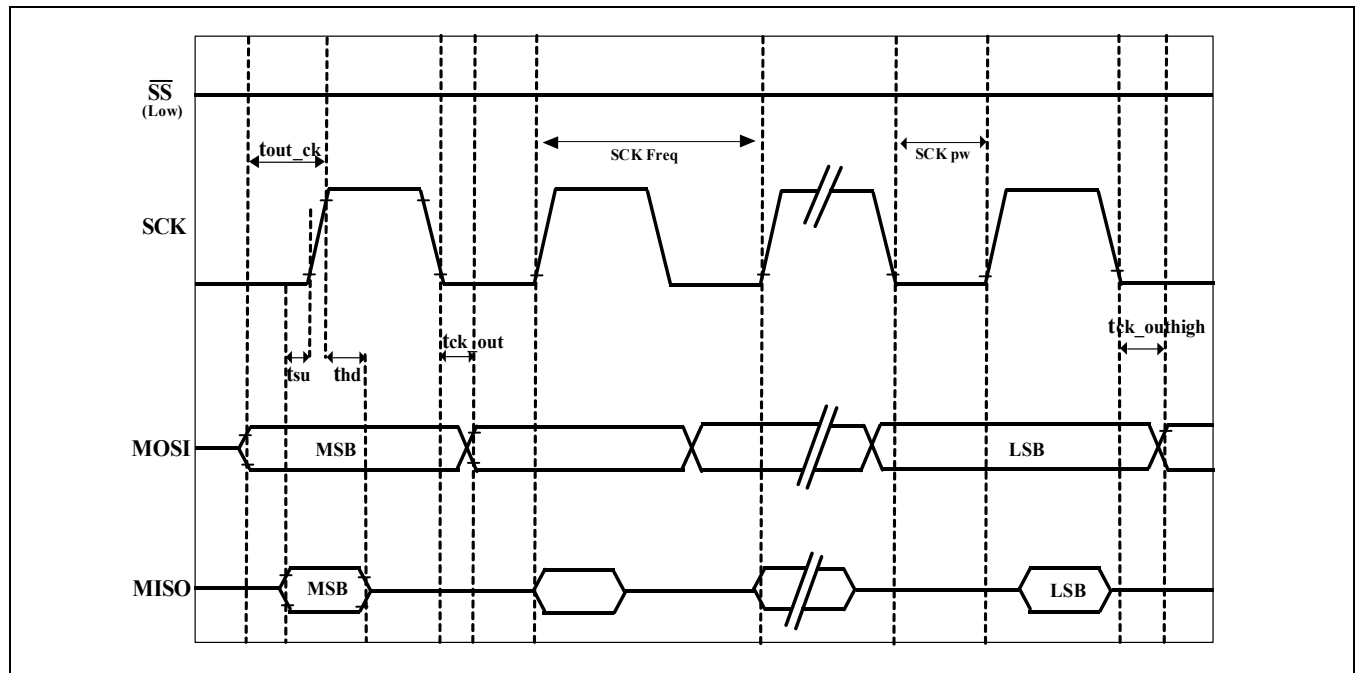 SS
(Low)
tout_ck
SCK Freq
SCK pw
SCK
tck_out
tck_outhigh
tsu
thd
MOSI
MSB
LSB
MISO
MSB
LSB